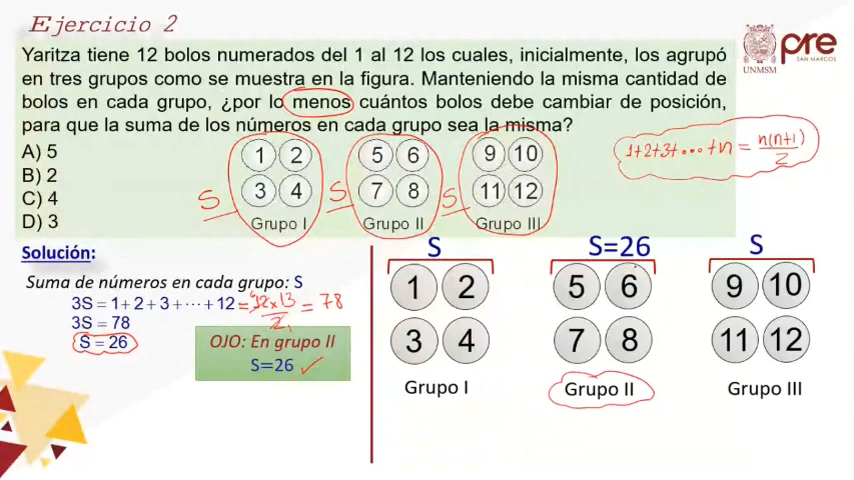 Ejercicio 2
Yaritza tiene 12 bolos numerados del 1 al 12 los cuales, inicialmente, los agrupó
en tres grupos como se muestra en la figura. Manteniendo la misma cantidad de
bolos en cada grupo, ¿por lo menos cuántos bolos debe cambiar de posición,
para que la suma de los números en cada grupo sea la misma?
UNMSM
pre
SAN MARCOS
A) 5
B) 2
C) 4
D) 3
1 2 5 6 9 10
3 4 7 8 11 12
S S S
Grupo I Grupo II Grupo III
1+2+3+...+n = n(n+1)/2
Solución:
Suma de números en cada grupo: S
3S = 1+ 2 + 3 + ⋯ + 12 = 12×13/2 = 78
3S = 78
S = 26
OJO: En grupo II
S=26 ✓
S S=26 S
1 2 5 6 9 10
3 4 7 8 11 12
Grupo I Grupo II Grupo III